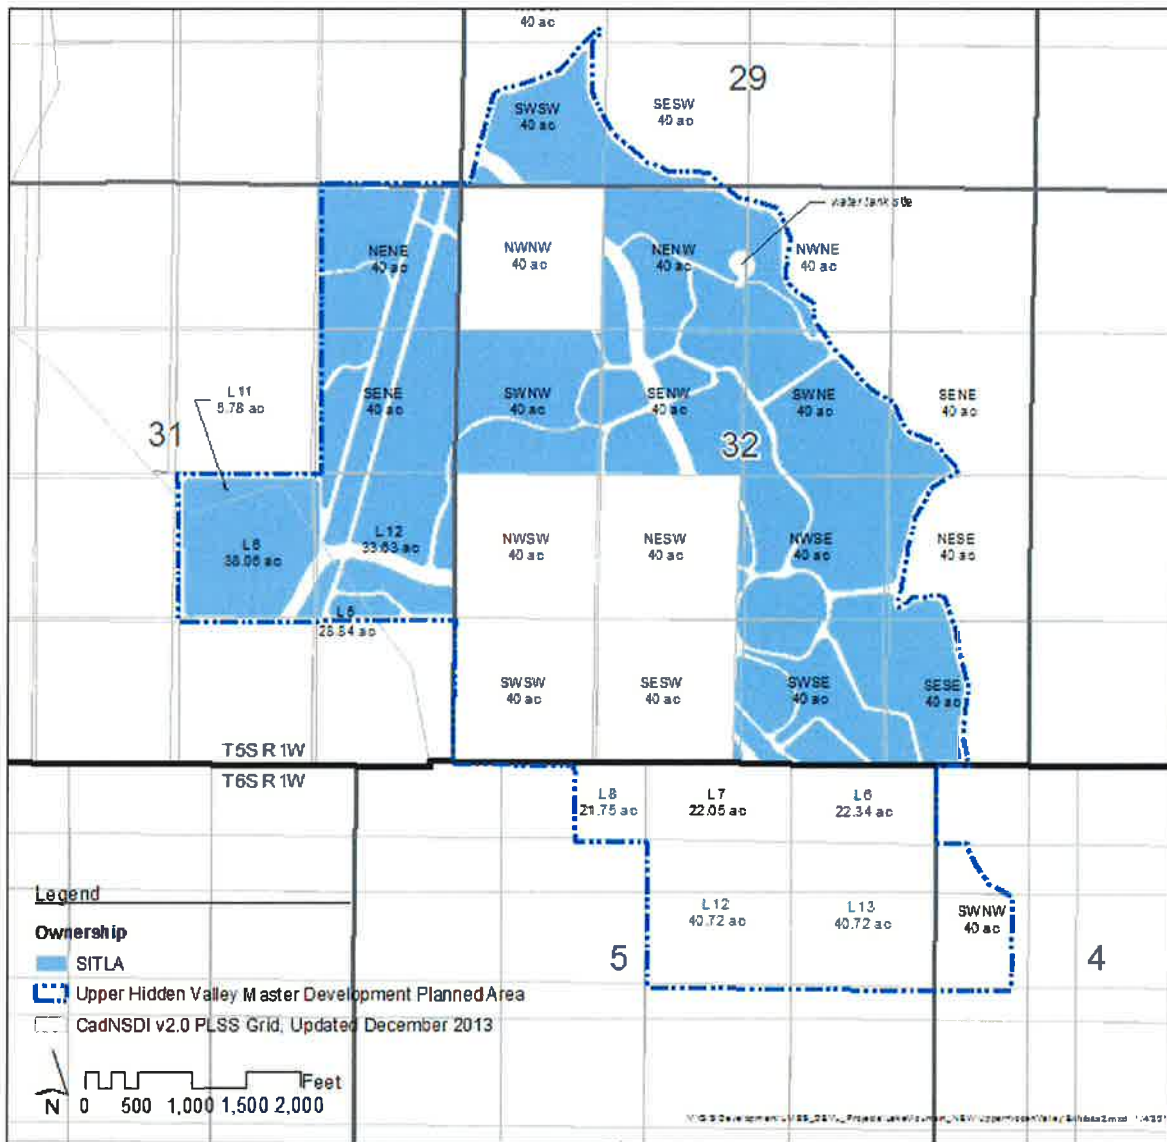 40 ac
29
SWSW
40 ac
SESW
40 ac
water tank site
NENE
40 ac
NWNW
40 ac
NENW
40 ac
NWNE
40 ac
L11
5.78 ac
SENE
40 ac
SWNW
40 ac
SENW
40 ac
SWNE
40 ac
SENE
40 ac
31
32
L6
38.06 ac
L12
33.63 ac
NWSW
40 ac
NESW
40 ac
NWSE
40 ac
NESE
40 ac
L5
28.84 ac
SWSW
40 ac
SESW
40 ac
SWSE
40 ac
SESE
40 ac
T5S R1W
T6S R1W
L8
21.75 ac
L7
22.05 ac
L6
22.34 ac
L12
40.72 ac
L13
40.72 ac
SWNW
40 ac
5
4
Legend
Ownership
SITLA
Upper Hidden Valley Master Development Planned Area
CadNSDI v2.0 PLSS Grid, Updated December 2013
Feet
N 0 500 1,000 1,500 2,000